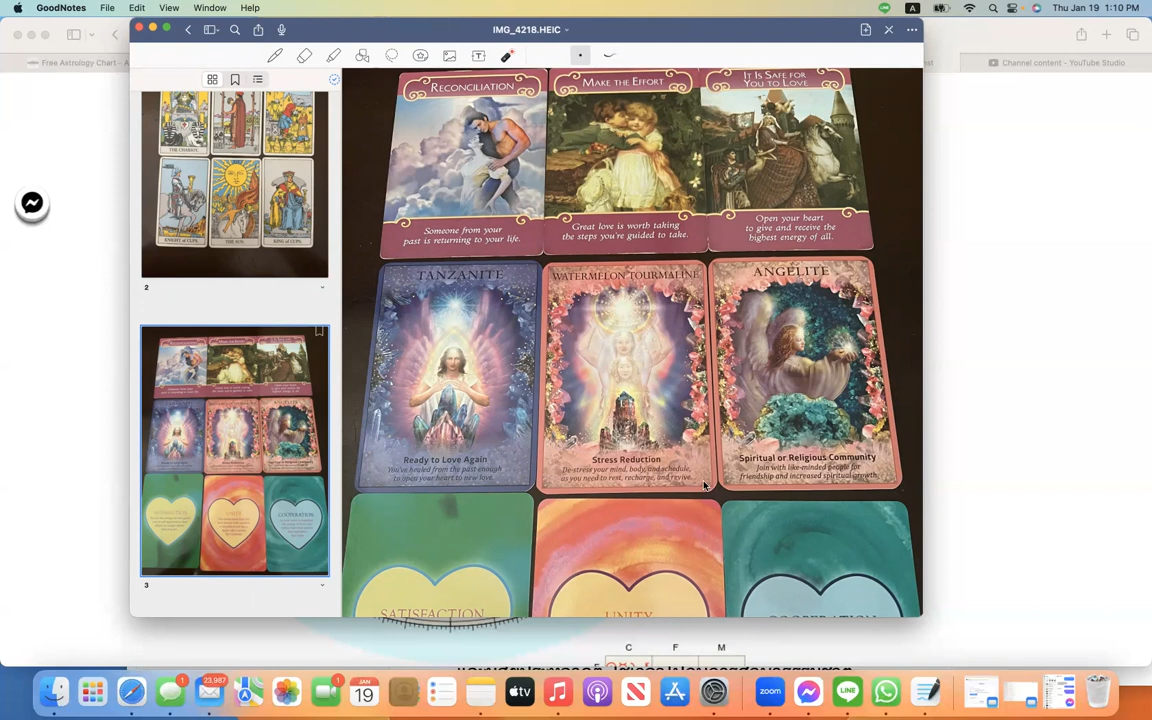 GoodNotes File Edit View Window Help
A Thu Jan 19 1:10 PM
IMG_4218.HEIC
Free Astrology Chart - A
Channel content - YouTube Studio
THE CHARIOT.
KNIGHT of CUPS. THE SUN. KING of CUPS.
2
3
RECONCILIATION
Someone from your
past is returning to your life.
MAKE THE EFFORT
Great love is worth taking
the steps you're guided to take.
IT IS SAFE FOR
YOU TO LOVE
Open your heart
to give and receive the
highest energy of all.
TANZANITE
Ready to Love Again
You've healed from the past enough
to open your heart to new love.
WATERMELON TOURMALINE
Stress Reduction
De-stress your mind, body, and schedule,
as you need to rest, recharge, and revive.
ANGELITE
Spiritual or Religious Community
Join with like-minded people for
friendship and increased spiritual growth.
SATISFACTION
UNITY
COOPERATION
C F M
JAN
19
1
23,987
1
zoom
tv
LINE